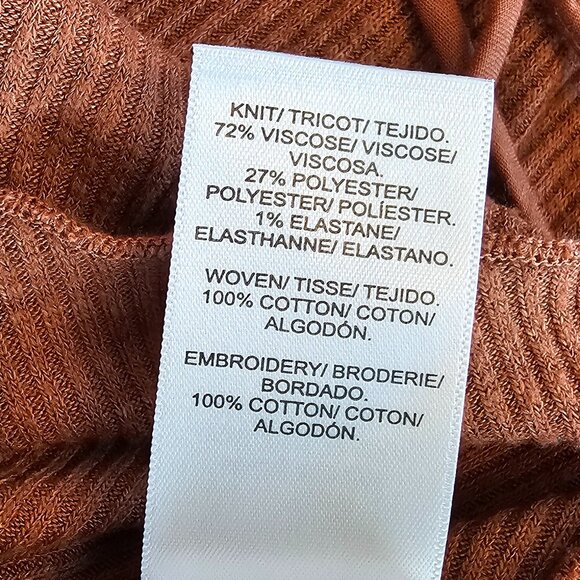 KNIT/ TRICOT/ TEJIDO.
72% VISCOSE/ VISCOSE/
VISCOSA.
27% POLYESTER/
POLYESTER/ POLÍESTER.
1% ELASTANE/
ELASTHANNE/ ELASTANO.
WOVEN/ TISSE/ TEJIDO.
100% COTTON/ COTON/
ALGODÓN.
EMBROIDERY/ BRODERIE/
BORDADO.
100% COTTON/ COTON/
ALGODÓN.